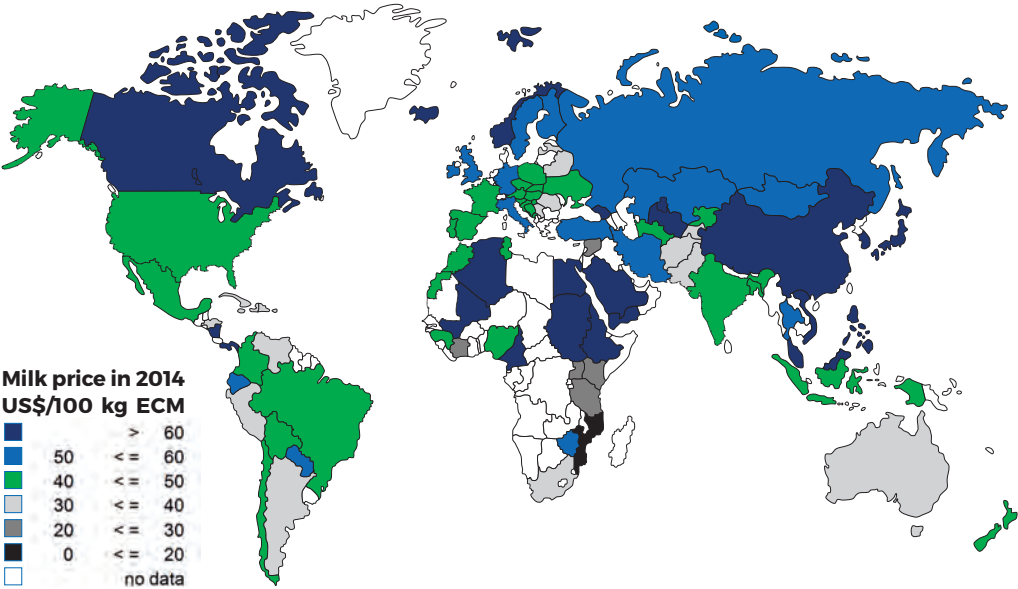 Milk price in 2014
US$/100 kg ECM
> 60
50 <= 60
40 <= 50
30 <= 40
20 <= 30
0 <= 20
no data